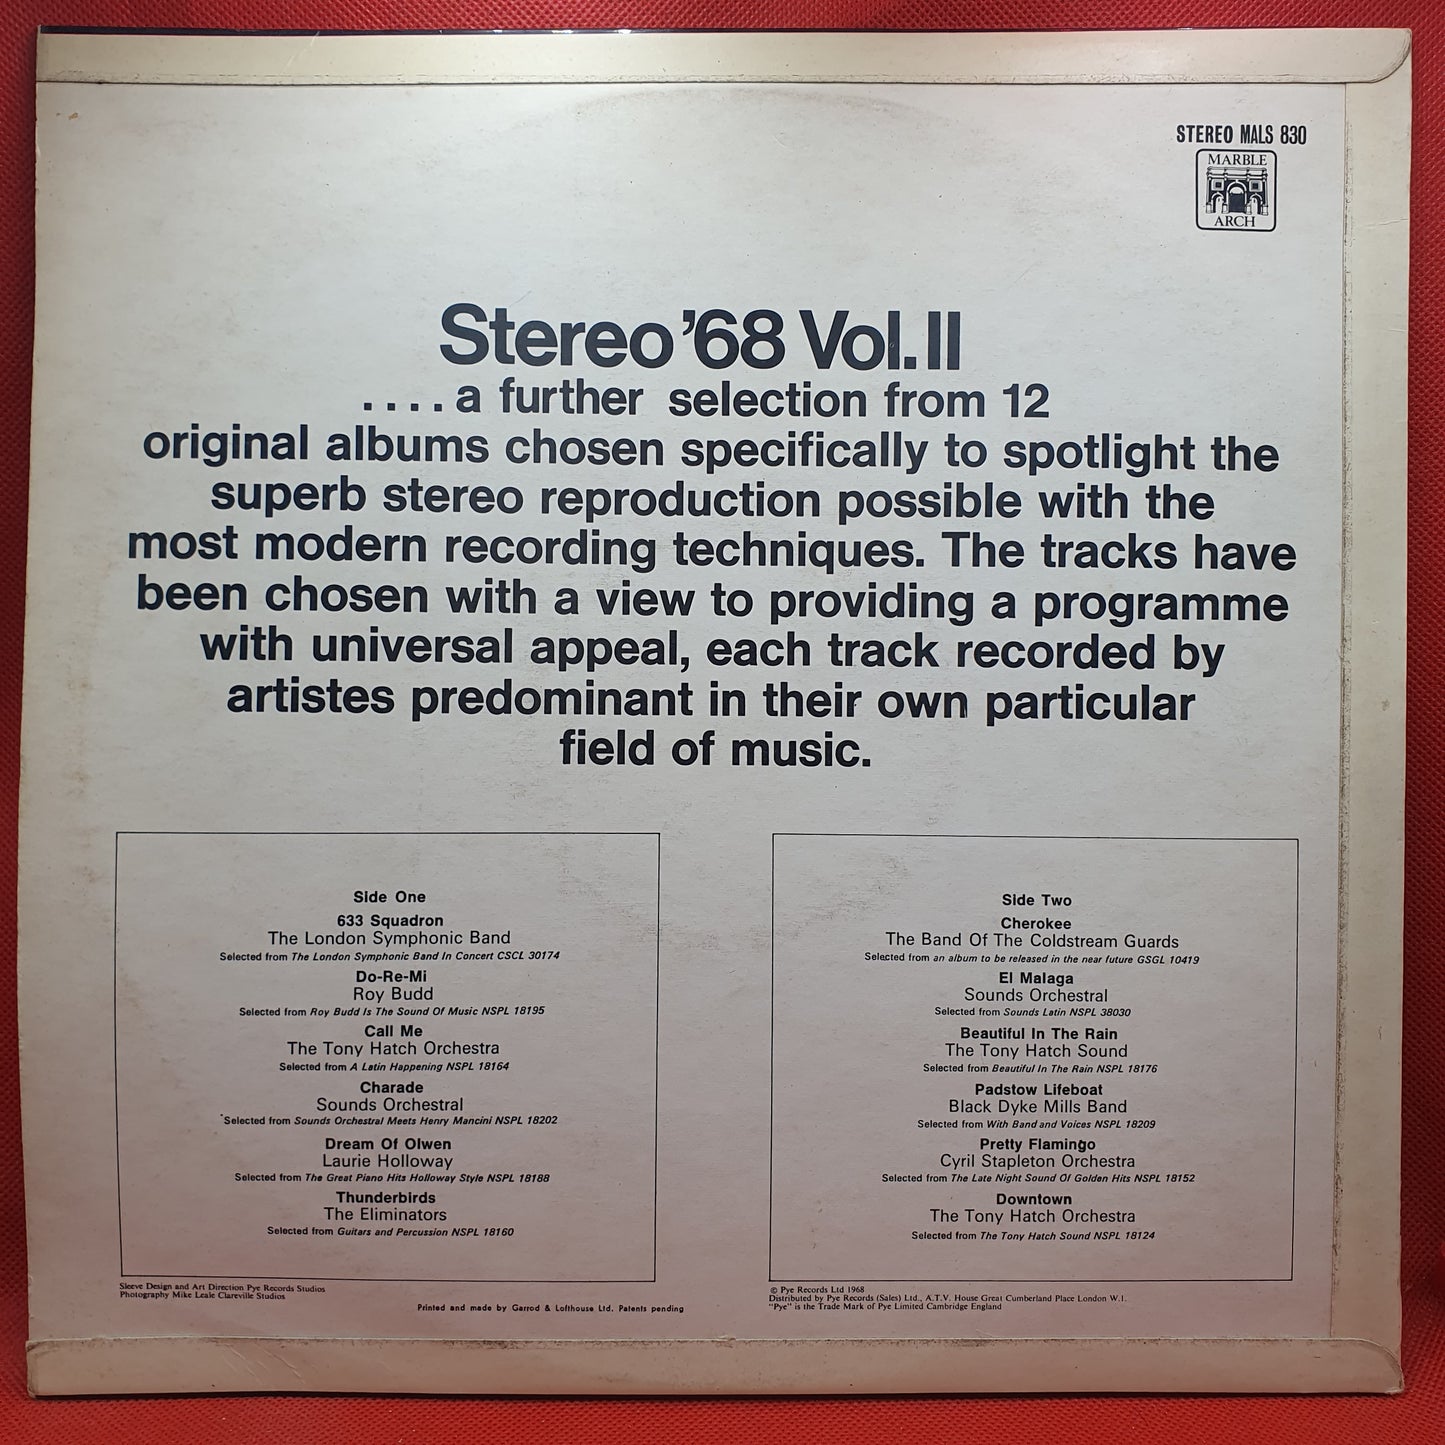 STEREO MALS 830
MARBLE
ARCH
Stereo '68 Vol. II
. . . . a further selection from 12
original albums chosen specifically to spotlight the
superb stereo reproduction possible with the
most modern recording techniques. The tracks have
been chosen with a view to providing a programme
with universal appeal, each track recorded by
artistes predominant in their own particular
field of music.
Side One
633 Squadron
The London Symphonic Band
Selected from The London Symphonic Band In Concert CSCL 30174
Do-Re-Mi
Roy Budd
Selected from Roy Budd Is The Sound Of Music NSPL 18195
Call Me
The Tony Hatch Orchestra
Selected from A Latin Happening NSPL 18164
Charade
Sounds Orchestral
Selected from Sounds Orchestral Meets Henry Mancini NSPL 18202
Dream Of Olwen
Laurie Holloway
Selected from The Great Piano Hits Holloway Style NSPL 18188
Thunderbirds
The Eliminators
Selected from Guitars and Percussion NSPL 18160
Side Two
Cherokee
The Band Of The Coldstream Guards
Selected from an album to be released in the near future GSGL 10419
El Malaga
Sounds Orchestral
Selected from Sounds Latin NSPL 38030
Beautiful In The Rain
The Tony Hatch Sound
Selected from Beautiful In The Rain NSPL 18176
Padstow Lifeboat
Black Dyke Mills Band
Selected from With Band and Voices NSPL 18209
Pretty Flamingo
Cyril Stapleton Orchestra
Selected from The Late Night Sound Of Golden Hits NSPL 18152
Downtown
The Tony Hatch Orchestra
Selected from The Tony Hatch Sound NSPL 18124
Sleeve Design and Art Direction Pye Records Studios
Photography Mike Leale Clareville Studios
Printed and made by Garrod & Lofthouse Ltd. Patents pending
© Pye Records Ltd 1968
Distributed by Pye Records (Sales) Ltd., A.T.V. House Great Cumberland Place London W.1.
"Pye" is the Trade Mark of Pye Limited Cambridge England